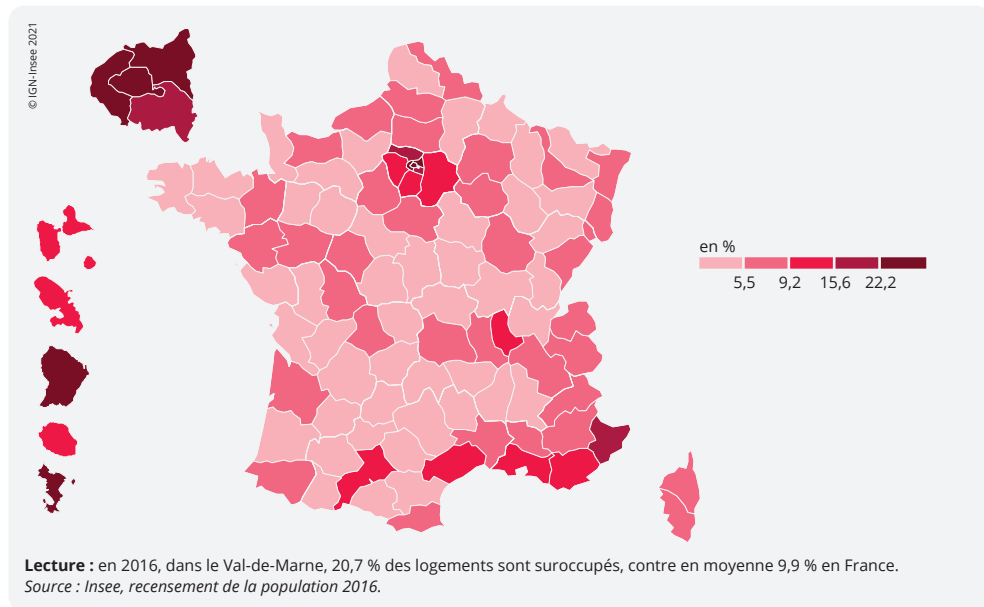 © IGN-Insee 2021
en %
5,5 9,2 15,6 22,2
Lecture : en 2016, dans le Val-de-Marne, 20,7 % des logements sont suroccupés, contre en moyenne 9,9 % en France.
Source : Insee, recensement de la population 2016.